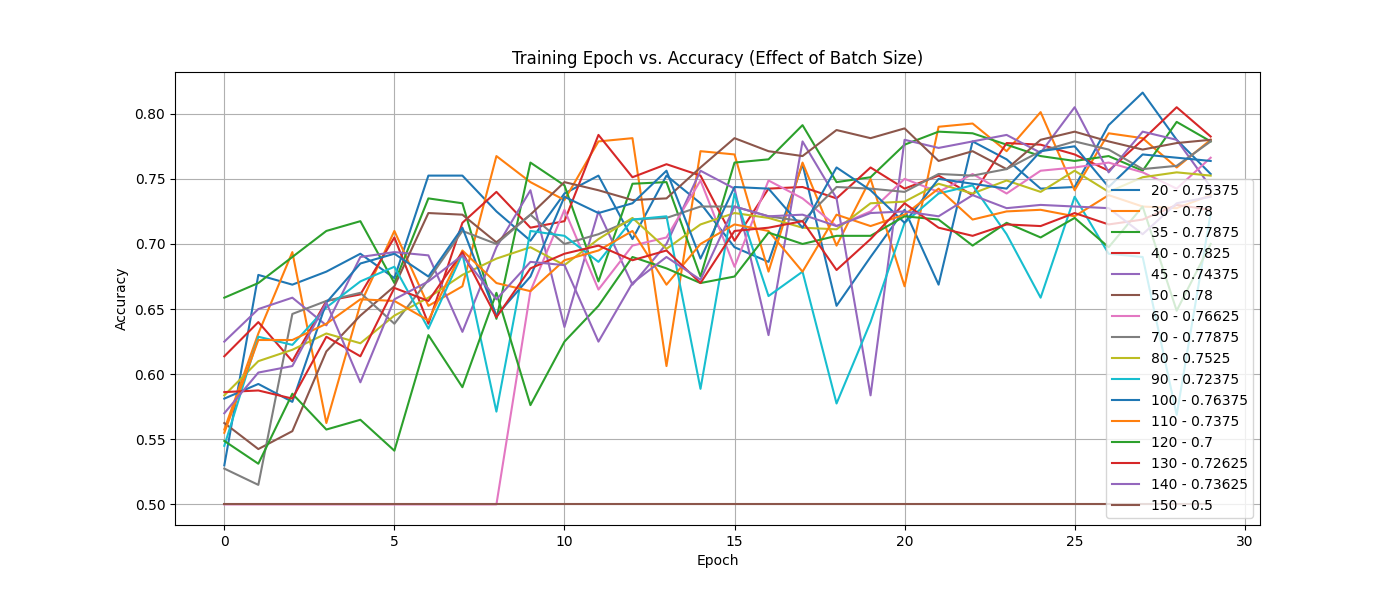 Training Epoch vs. Accuracy (Effect of Batch Size)
Accuracy
0.80
0.75
0.70
0.65
0.60
0.55
0.50
20 - 0.75375
30 - 0.78
35 - 0.77875
40 - 0.7825
45 - 0.74375
50 - 0.78
60 - 0.76625
70 - 0.77875
80 - 0.7525
90 - 0.72375
100 - 0.76375
110 - 0.7375
120 - 0.7
130 - 0.72625
140 - 0.73625
150 - 0.5
0 5 10 15 20 25 30
Epoch